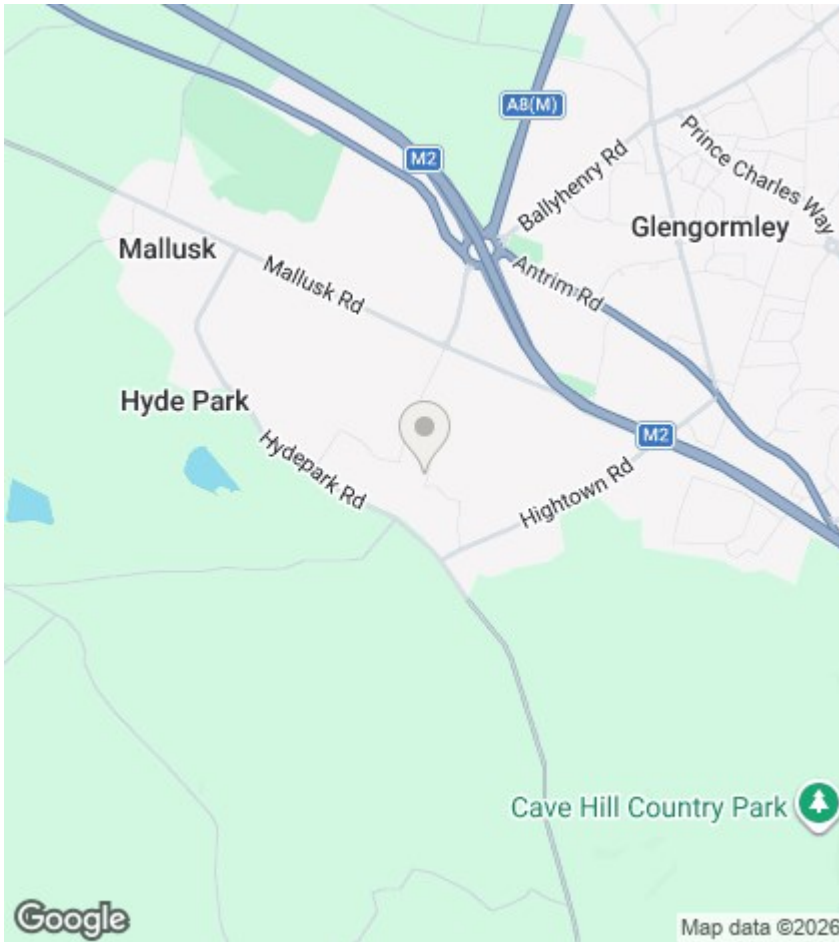 A8(M)
M2
Ballyhenry Rd
Prince Charles Way
Glengormley
Mallusk
Mallusk Rd
Antrim Rd
Hyde Park
Hydepark Rd
M2
Hightown Rd
Cave Hill Country Park
Google
Map data ©2026